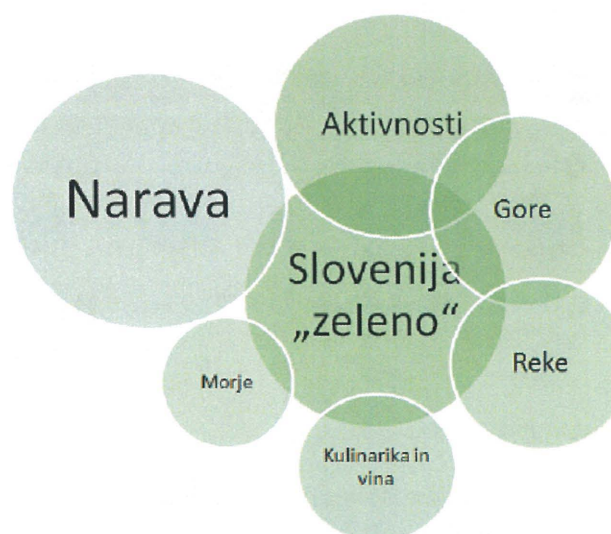 Aktivnosti
Narava
Gore
Slovenija
„zeleno“
Reke
Morje
Kulinarika in
vina